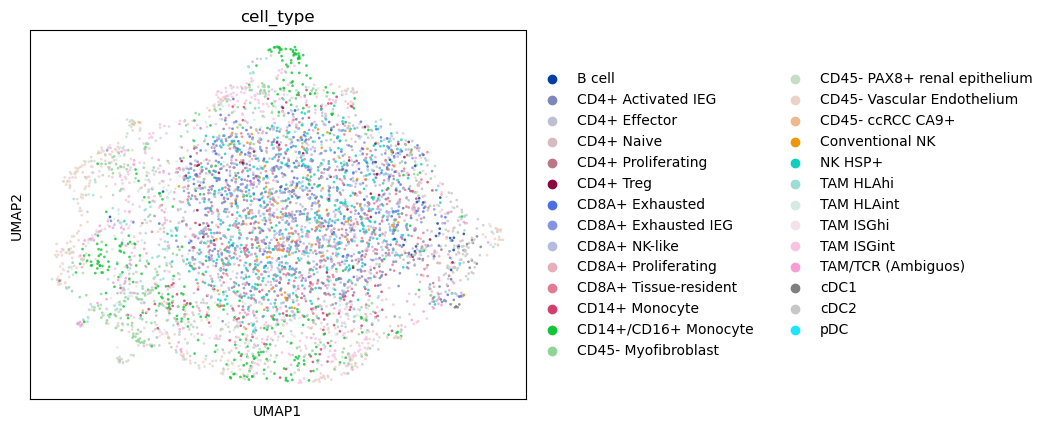 cell_type
UMAP2
UMAP1
B cell
CD4+ Activated IEG
CD4+ Effector
CD4+ Naive
CD4+ Proliferating
CD4+ Treg
CD8A+ Exhausted
CD8A+ Exhausted IEG
CD8A+ NK-like
CD8A+ Proliferating
CD8A+ Tissue-resident
CD14+ Monocyte
CD14+/CD16+ Monocyte
CD45- Myofibroblast
CD45- PAX8+ renal epithelium
CD45- Vascular Endothelium
CD45- ccRCC CA9+
Conventional NK
NK HSP+
TAM HLAhi
TAM HLAint
TAM ISGhi
TAM ISGint
TAM/TCR (Ambiguos)
cDC1
cDC2
pDC